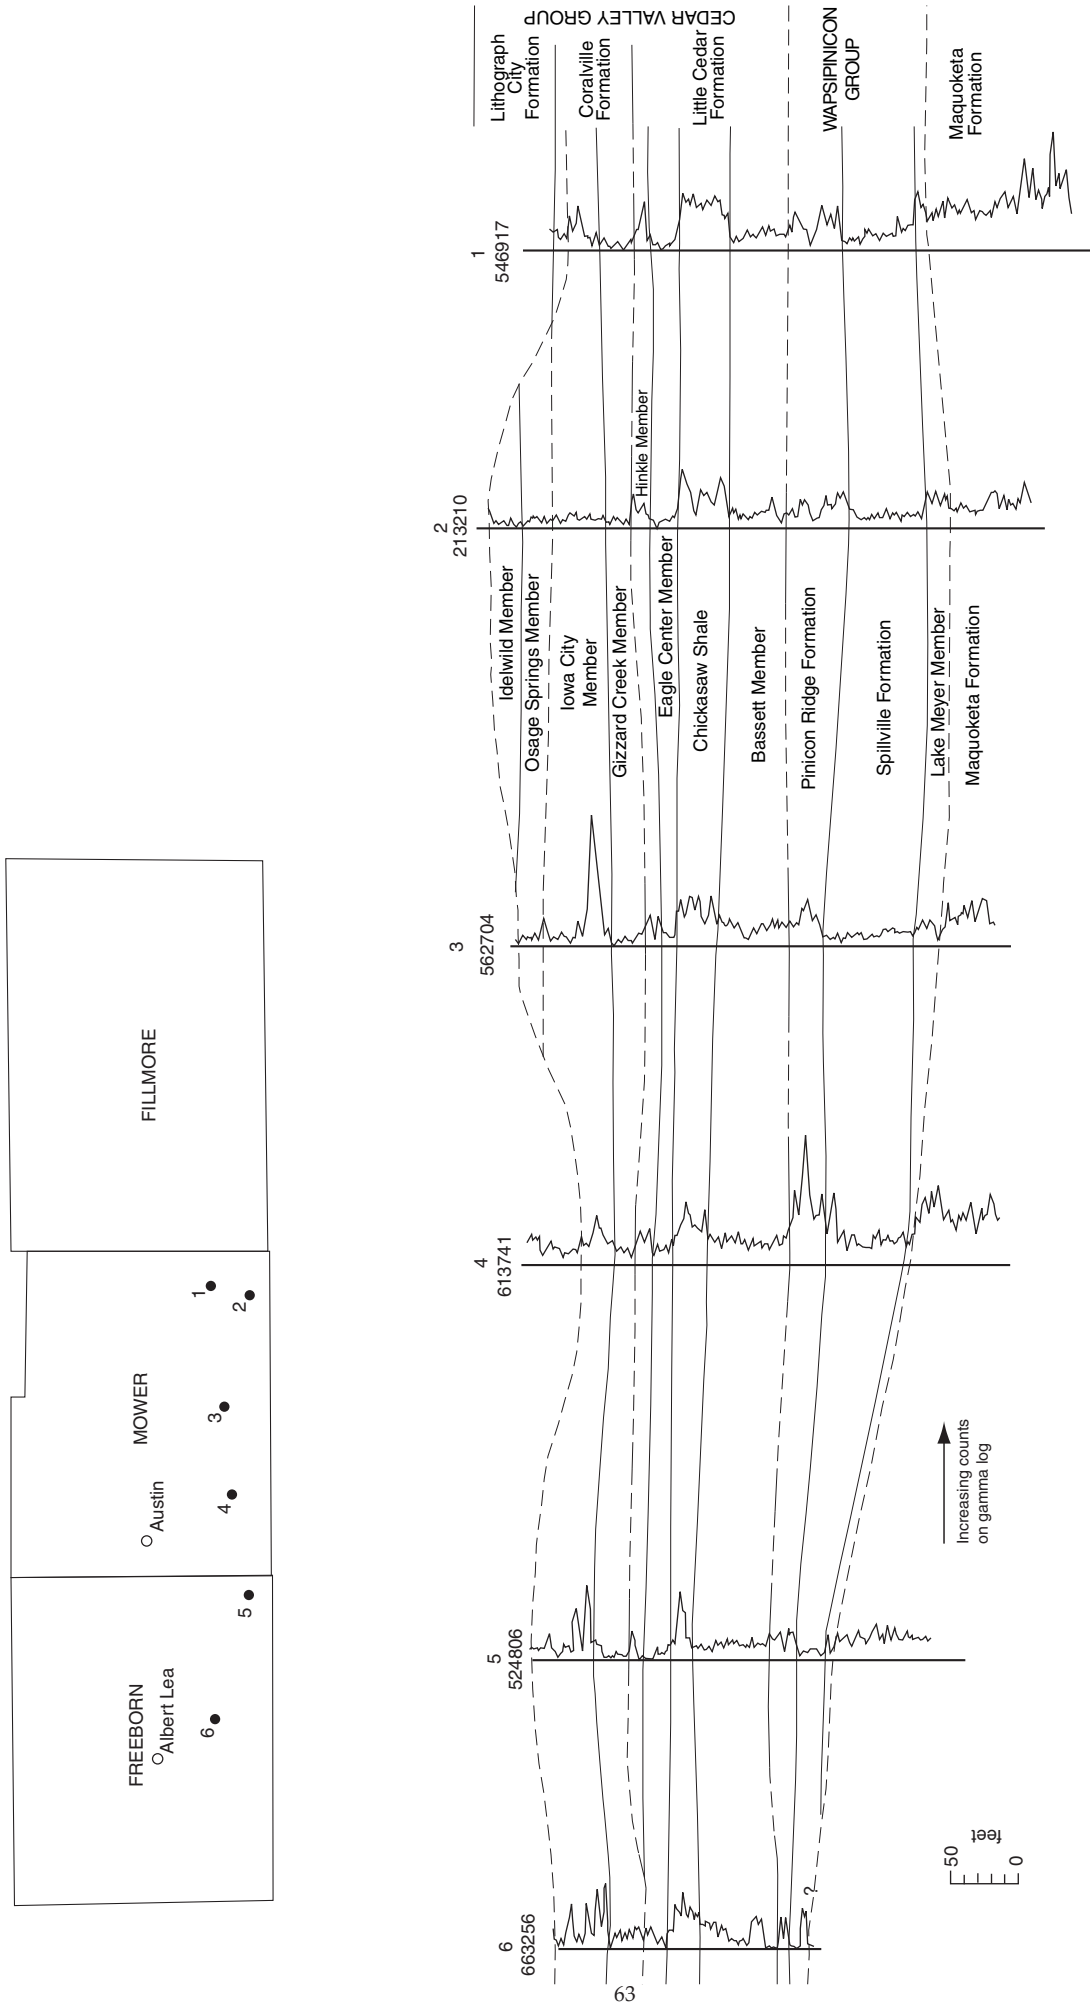 FREEBORN
Albert Lea
6
5
MOWER
Austin
4
3
2
1
FILLMORE
6
663256
5
524806
4
613741
3
562704
2
213210
1
546917
Lithograph
City
Formation
Coralville
Formation
CEDAR VALLEY GROUP
Little Cedar
Formation
WAPSIPINICON
GROUP
Maquoketa
Formation
Hinkle Member
Idelwild Member
Osage Springs Member
Iowa City
Member
Gizzard Creek Member
Eagle Center Member
Chickasaw Shale
Bassett Member
Pinicon Ridge Formation
Spillville Formation
Lake Meyer Member
Maquoketa Formation
Increasing counts
on gamma log
?
50
feet
0
63